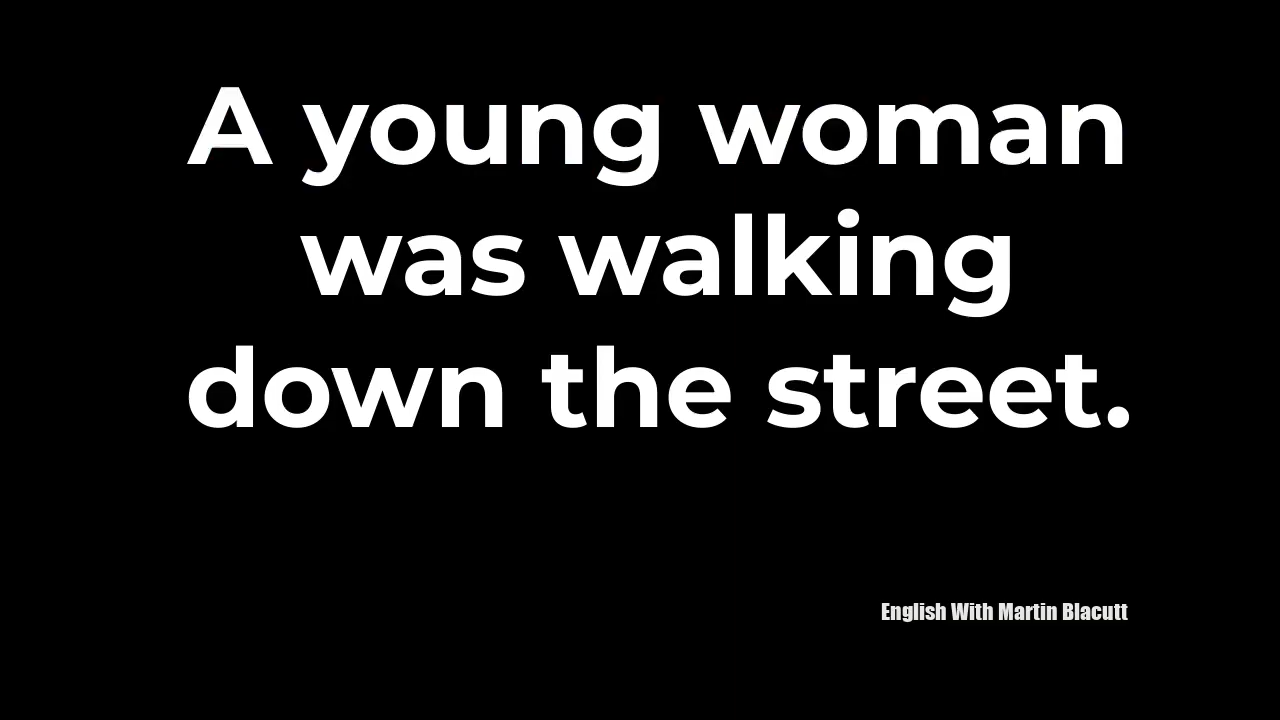 A young woman
was walking
down the street.
English With Martin Blacutt